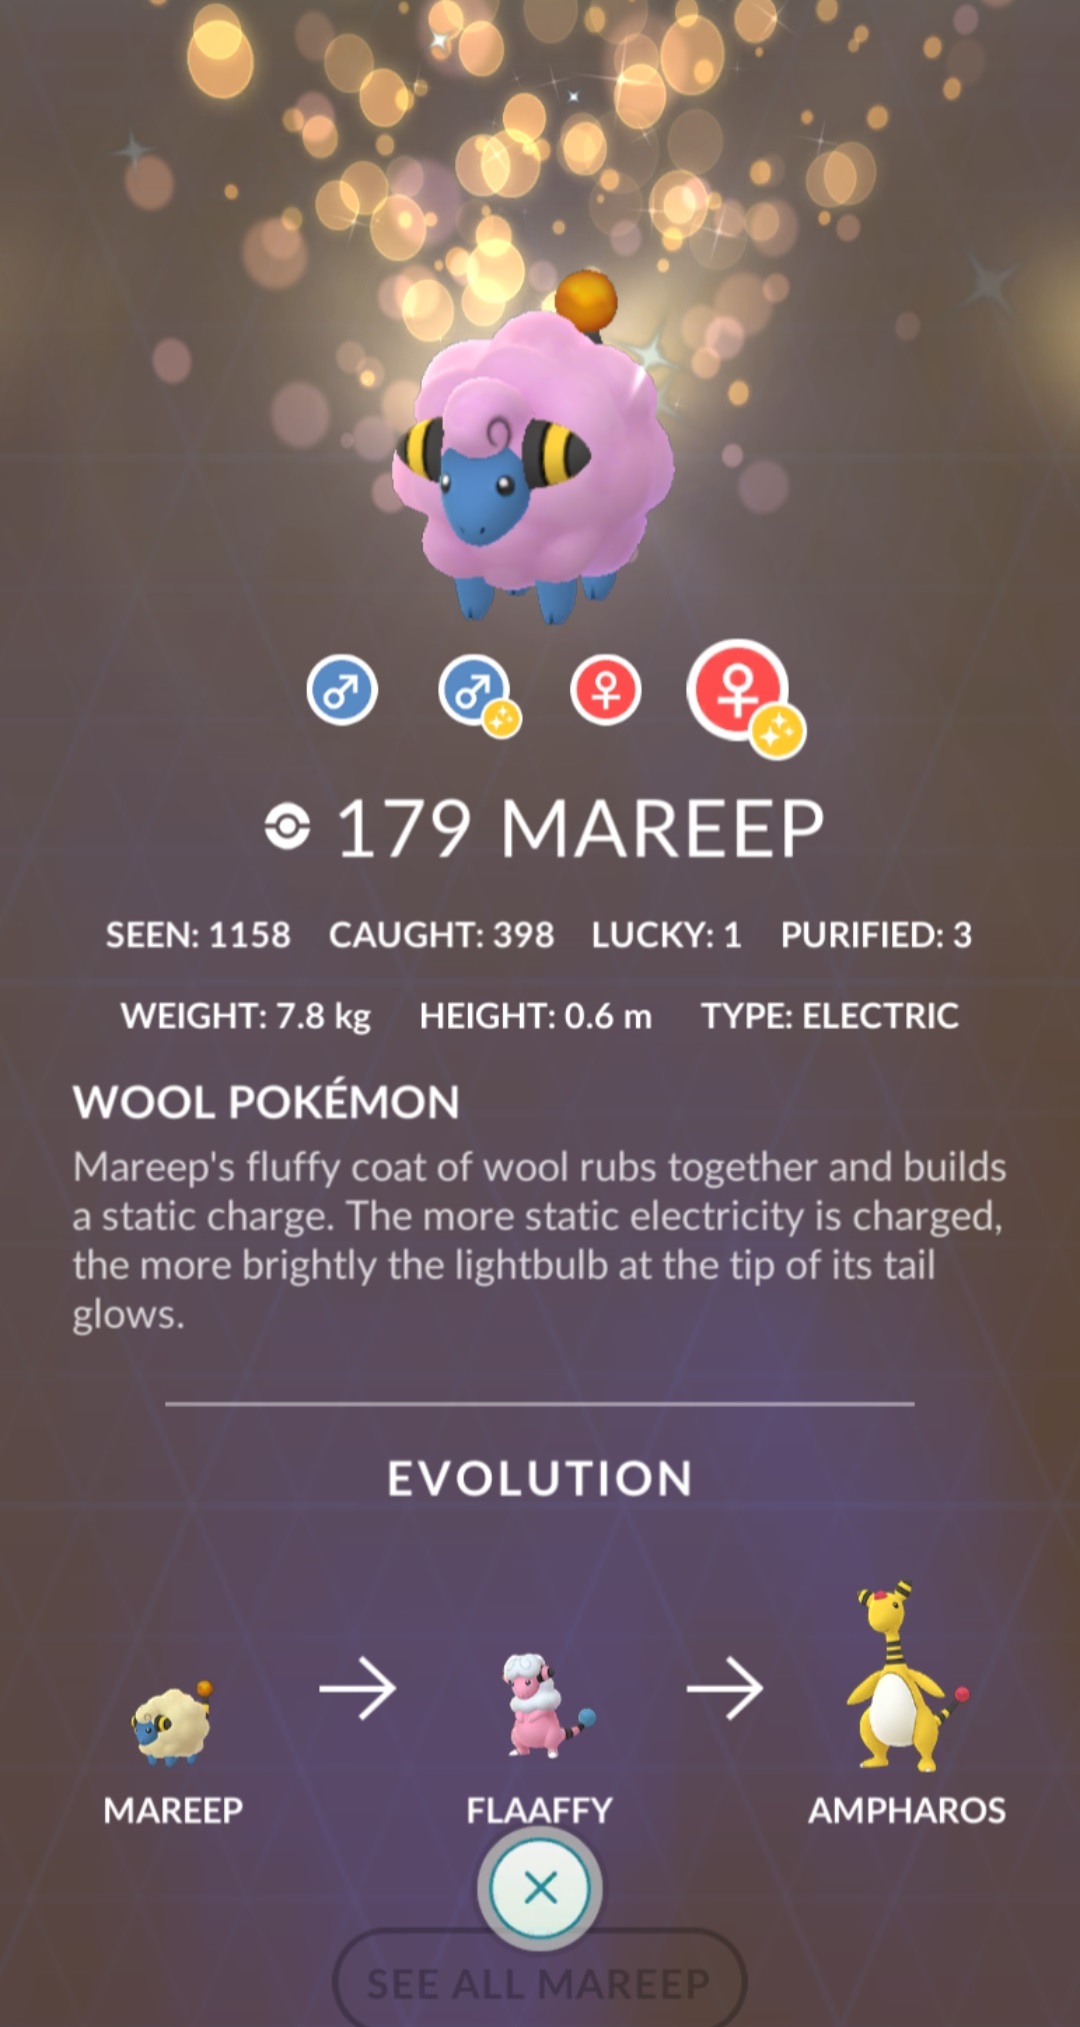 179 MAREEP
SEEN: 1158 CAUGHT: 398 LUCKY: 1 PURIFIED: 3
WEIGHT: 7.8 kg HEIGHT: 0.6 m TYPE: ELECTRIC
WOOL POKÉMON
Mareep's fluffy coat of wool rubs together and builds
a static charge. The more static electricity is charged,
the more brightly the lightbulb at the tip of its tail
glows.
EVOLUTION
MAREEP FLAAFFY AMPHAROS
SEE ALL MAREEP